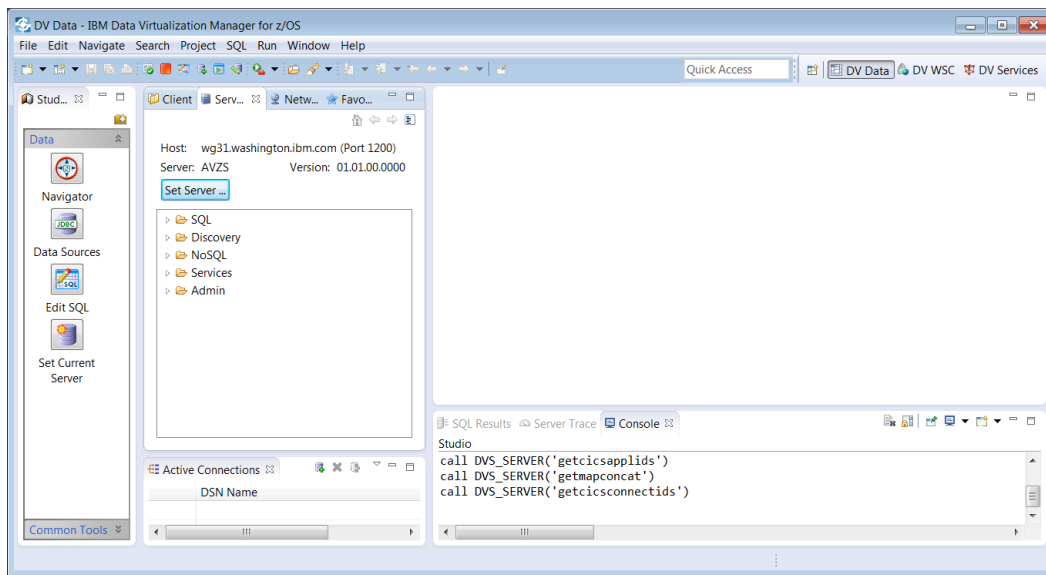 DV Data - IBM Data Virtualization Manager for z/OS
File Edit Navigate Search Project SQL Run Window Help
Quick Access
DV Data
DV WSC
DV Services
Stud...
Data
Navigator
JDBC
Data Sources
SQL
Edit SQL
Set Current
Server
Common Tools
Client
Serv...
Netw...
Favo...
Host: wg31.washington.ibm.com (Port 1200)
Server: AVZS Version: 01.01.00.0000
Set Server ...
SQL
Discovery
NoSQL
Services
Admin
Active Connections
DSN Name
SQL Results
Server Trace
Console
Studio
call DVS_SERVER('getcicsapplids')
call DVS_SERVER('getmapconcat')
call DVS_SERVER('getcicsconnectids')